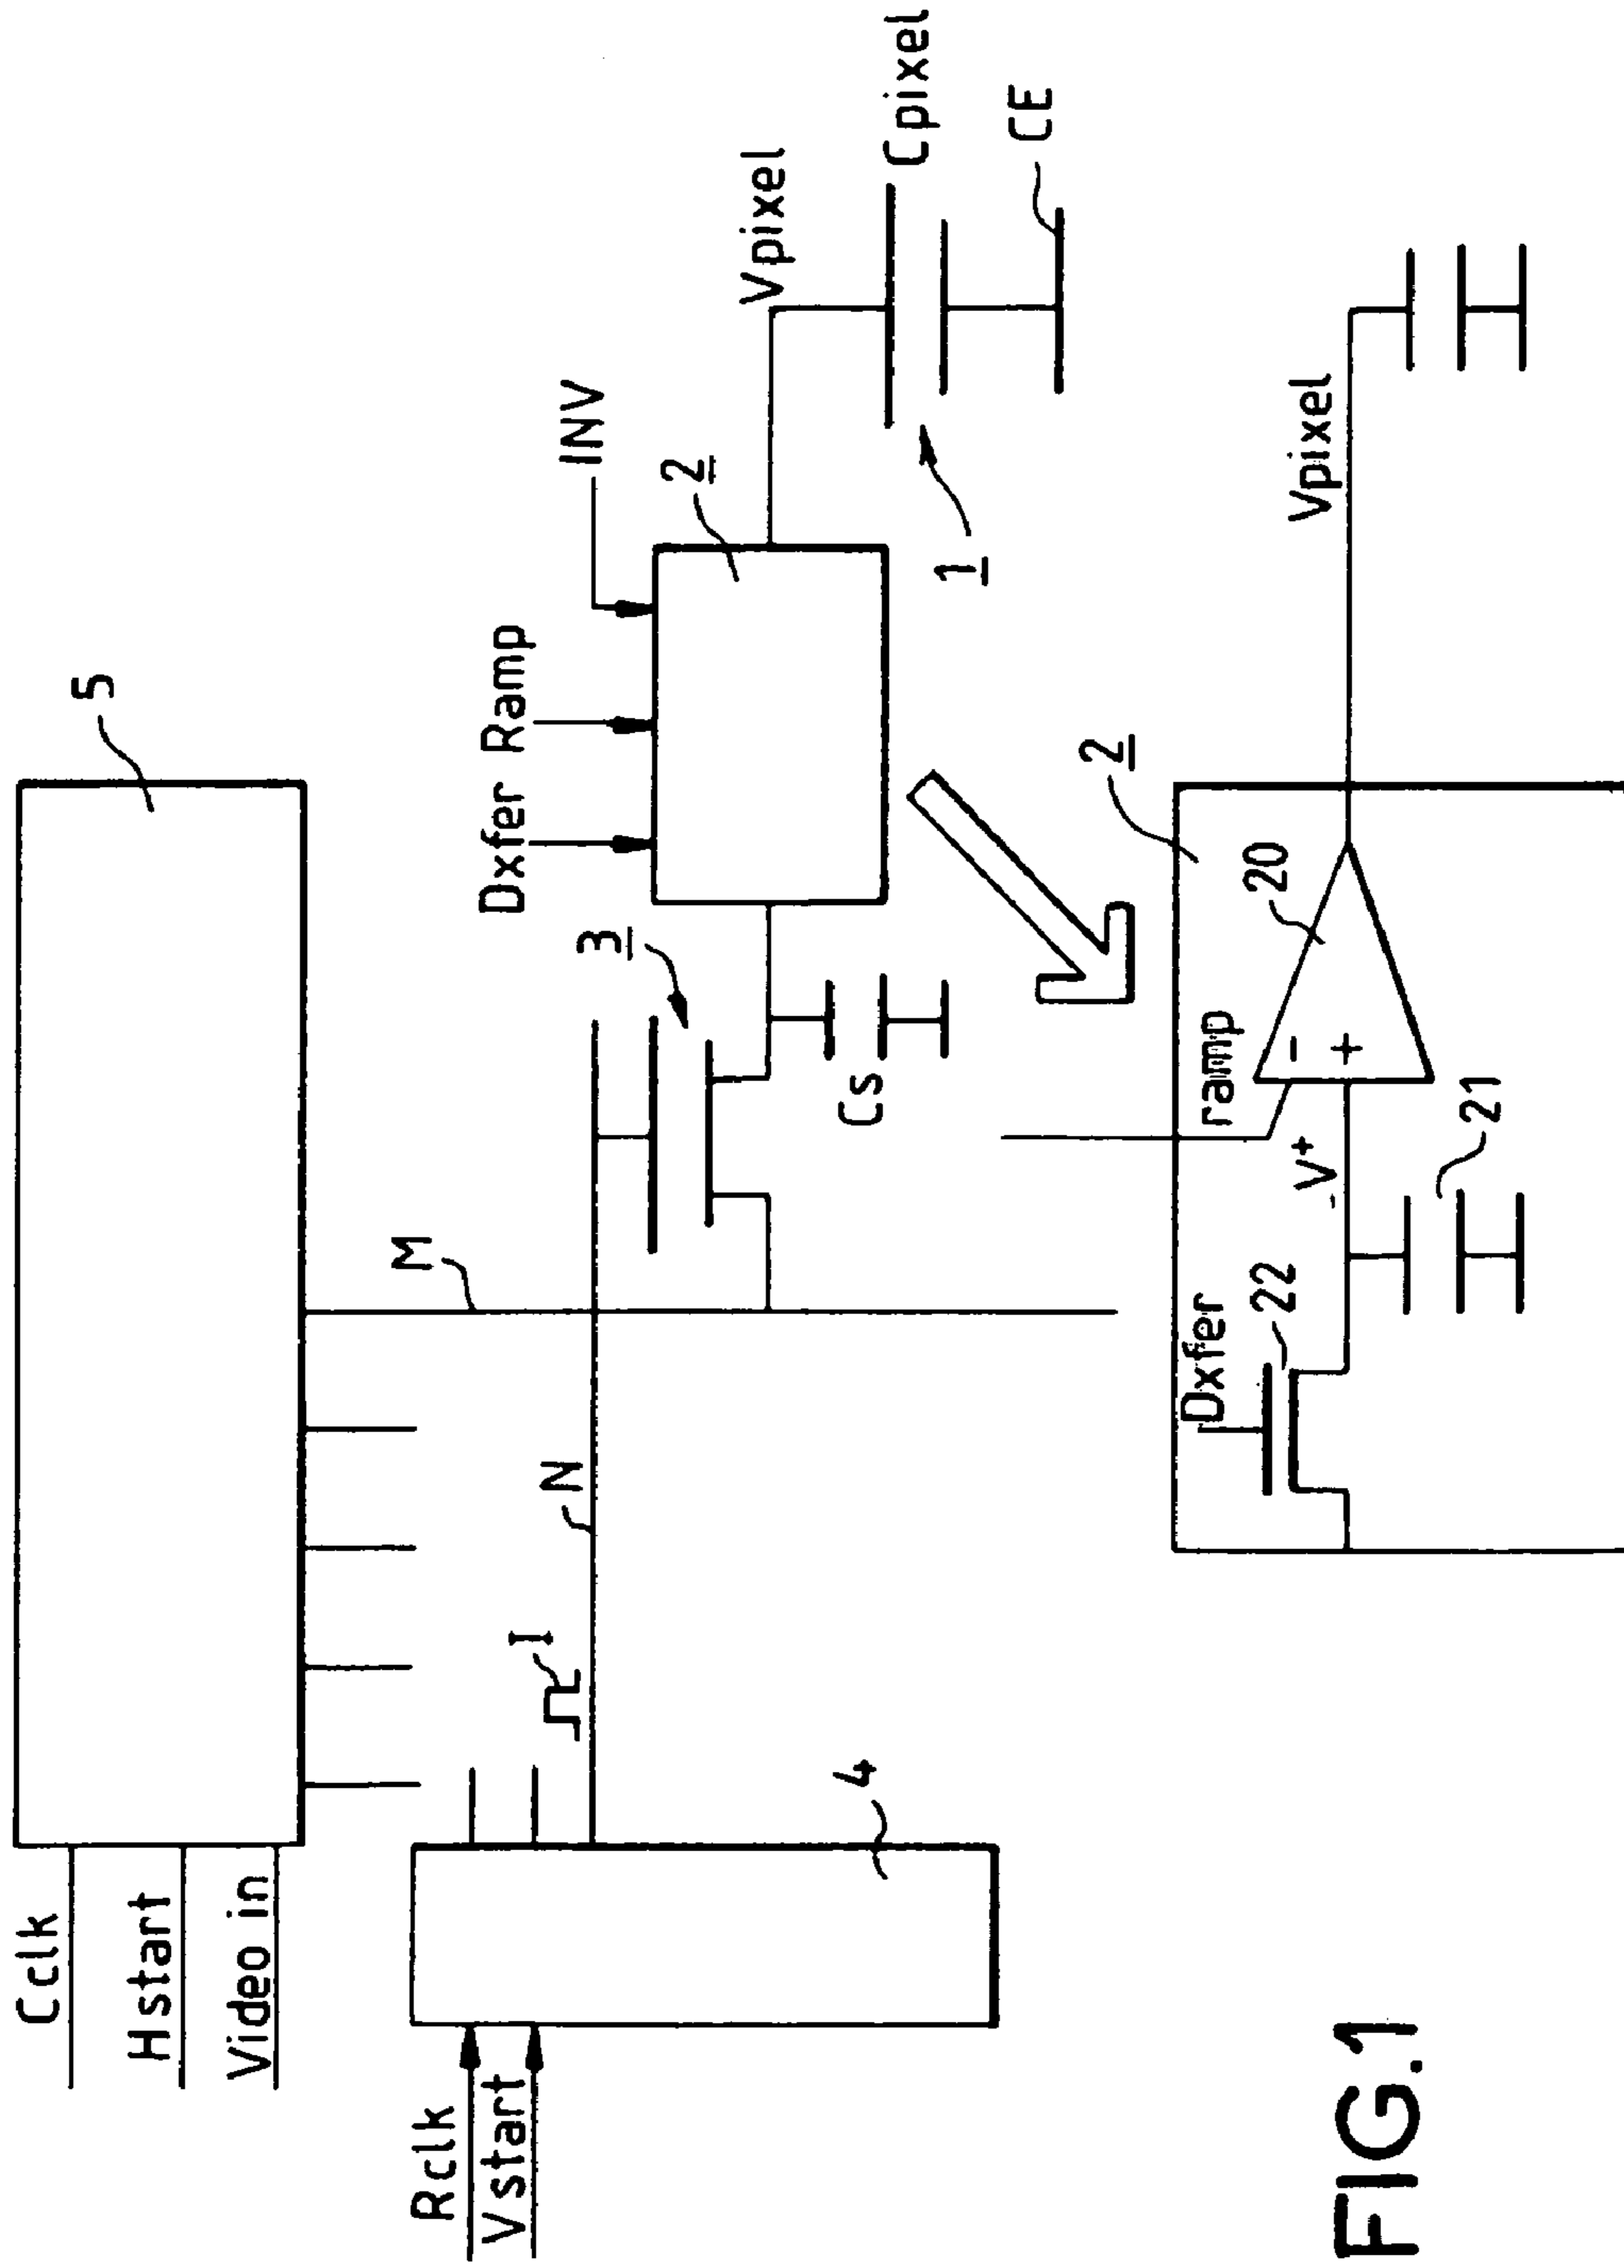 Cclk
Hstart
Video in
5
Rclk
Vstart
4
I
N
M
3
Cs
Dxfer
Ramp
INV
2
Vpixel
Cpixel
1
CE
2
Dxfer
22
V+
21
ramp
-
+
20
Vpixel
FIG.1